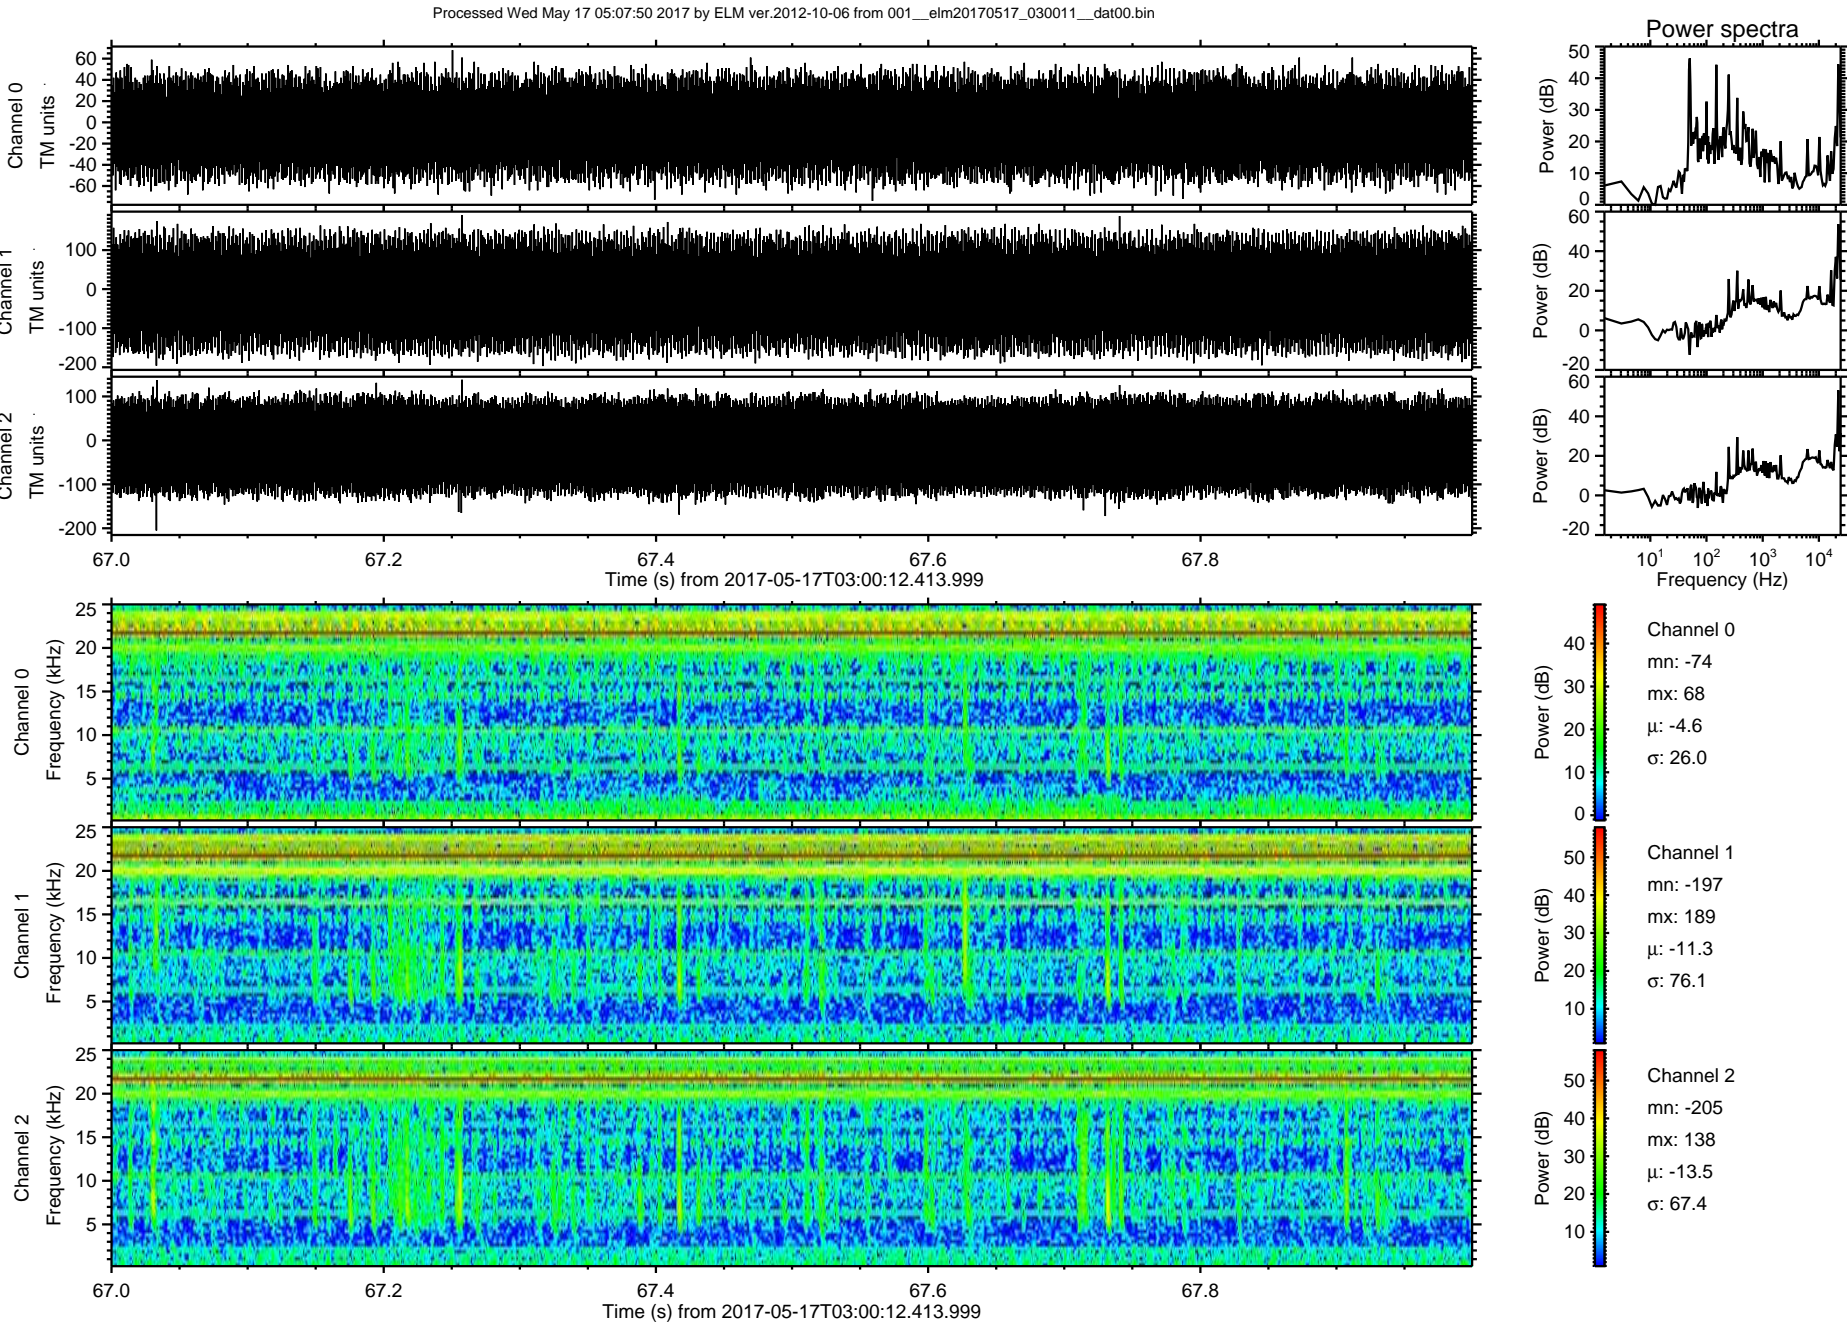 Processed Wed May 17 05:07:50 2017 by ELM ver.2012-10-06 from 001__elm20170517_030011__dat00.bin
Power spectra
Channel 0
TM units
60
40
20
0
-20
-40
-60
Power (dB)
50
40
30
20
10
0
Channel 1
TM units
100
0
-100
-200
Power (dB)
60
40
20
0
-20
Channel 2
TM units
100
0
-100
-200
Power (dB)
60
40
20
0
-20
67.0 67.2 67.4 67.6 67.8
Time (s) from 2017-05-17T03:00:12.413.999
10^1 10^2 10^3 10^4
Frequency (Hz)
Channel 0
Frequency (kHz)
25
20
15
10
5
Power (dB)
40
30
20
10
0
Channel 0
mn: -74
mx: 68
μ: -4.6
σ: 26.0
Channel 1
Frequency (kHz)
25
20
15
10
5
Power (dB)
50
40
30
20
10
Channel 1
mn: -197
mx: 189
μ: -11.3
σ: 76.1
Channel 2
Frequency (kHz)
25
20
15
10
5
Power (dB)
50
40
30
20
10
Channel 2
mn: -205
mx: 138
μ: -13.5
σ: 67.4
67.0 67.2 67.4 67.6 67.8
Time (s) from 2017-05-17T03:00:12.413.999